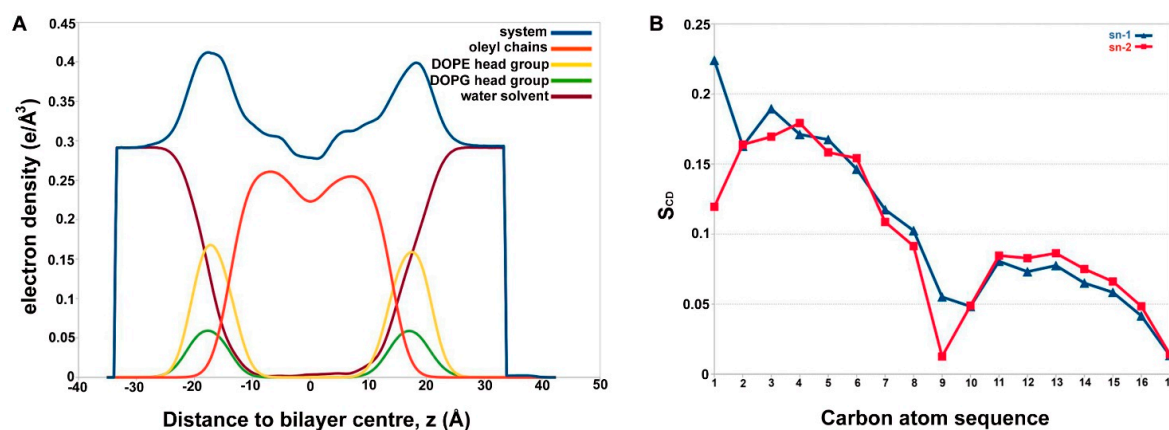 A
0.45
0.4
0.35
0.3
0.25
0.2
0.15
0.1
0.05
0
electron density (e/Å³)
system
oleyl chains
DOPE head group
DOPG head group
water solvent
-40 -30 -20 -10 0 10 20 30 40 50
Distance to bilayer centre, z (Å)
B
0.25
0.2
0.15
0.1
0.05
0
SCD
sn-1
sn-2
1 2 3 4 5 6 7 8 9 10 11 12 13 14 15 16
Carbon atom sequence